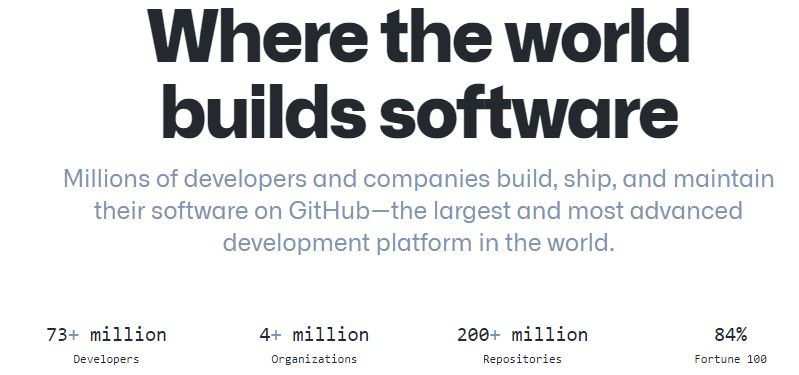 Where the world
builds software
Millions of developers and companies build, ship, and maintain
their software on GitHub—the largest and most advanced
development platform in the world.
73+ million 4+ million 200+ million 84%
Developers Organizations Repositories Fortune 100